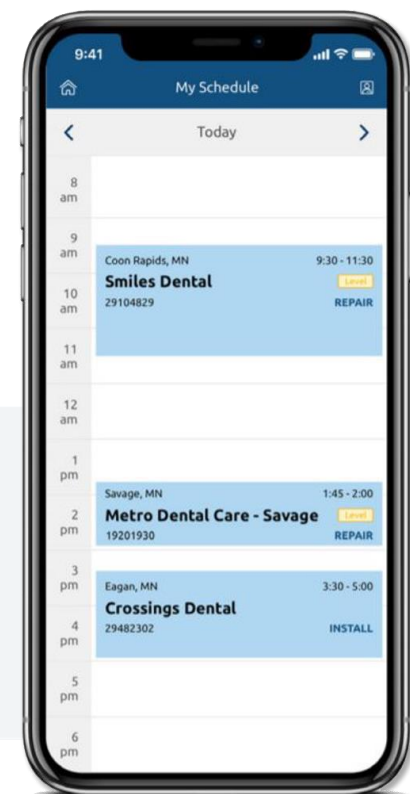 9:41
My Schedule
Today
8
am
9
am
Coon Rapids, MN 9:30 - 11:30
Smiles Dental Level
29104829 REPAIR
10
am
11
am
12
am
1
pm
Savage, MN 1:45 - 2:00
Metro Dental Care - Savage Level
19201930 REPAIR
2
pm
3
pm
Eagan, MN 3:30 - 5:00
Crossings Dental
29482302 INSTALL
4
pm
5
pm
6
pm